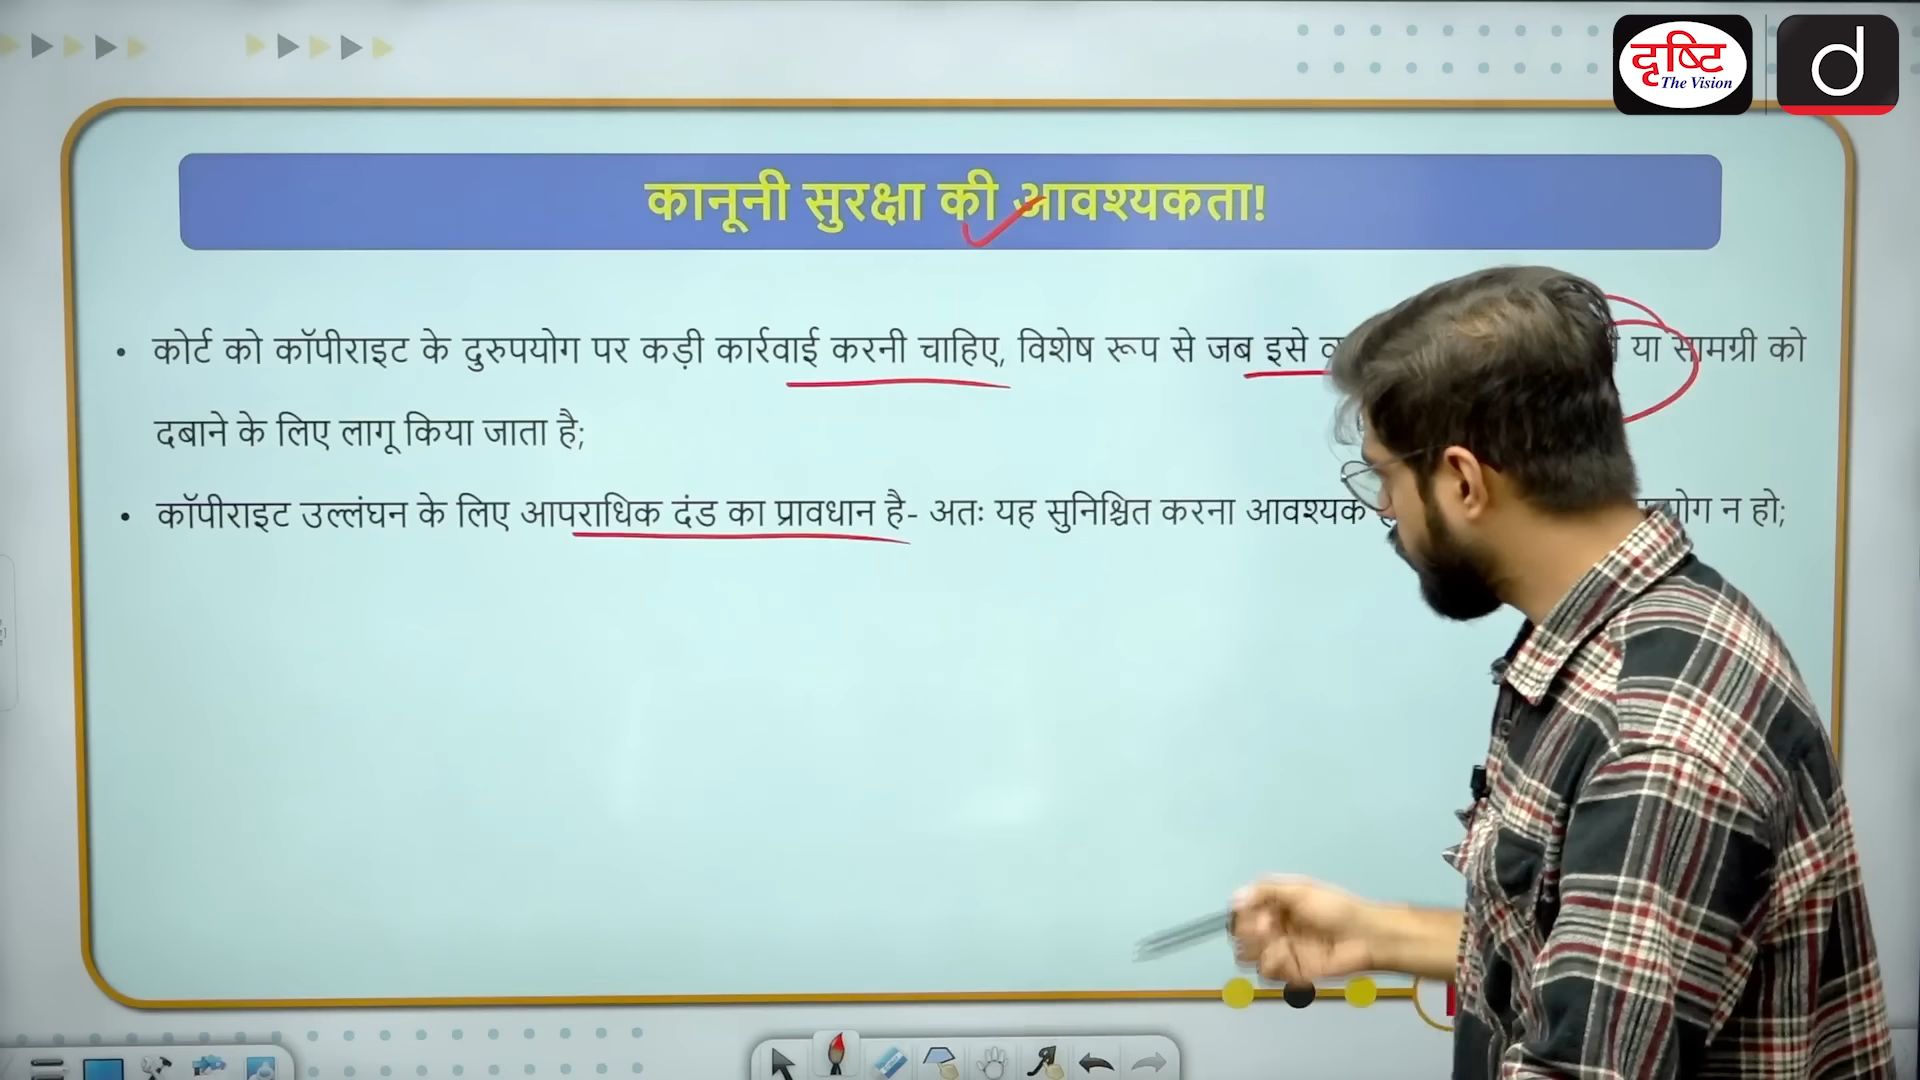 दृष्टि
The Vision
d
कानूनी सुरक्षा की आवश्यकता!
• कोर्ट को कॉपीराइट के दुरुपयोग पर कड़ी कार्रवाई करनी चाहिए, विशेष रूप से जब इसे या सामग्री को
दबाने के लिए लागू किया जाता है;
• कॉपीराइट उल्लंघन के लिए आपराधिक दंड का प्रावधान है- अतः यह सुनिश्चित करना आवश्यक न हो;